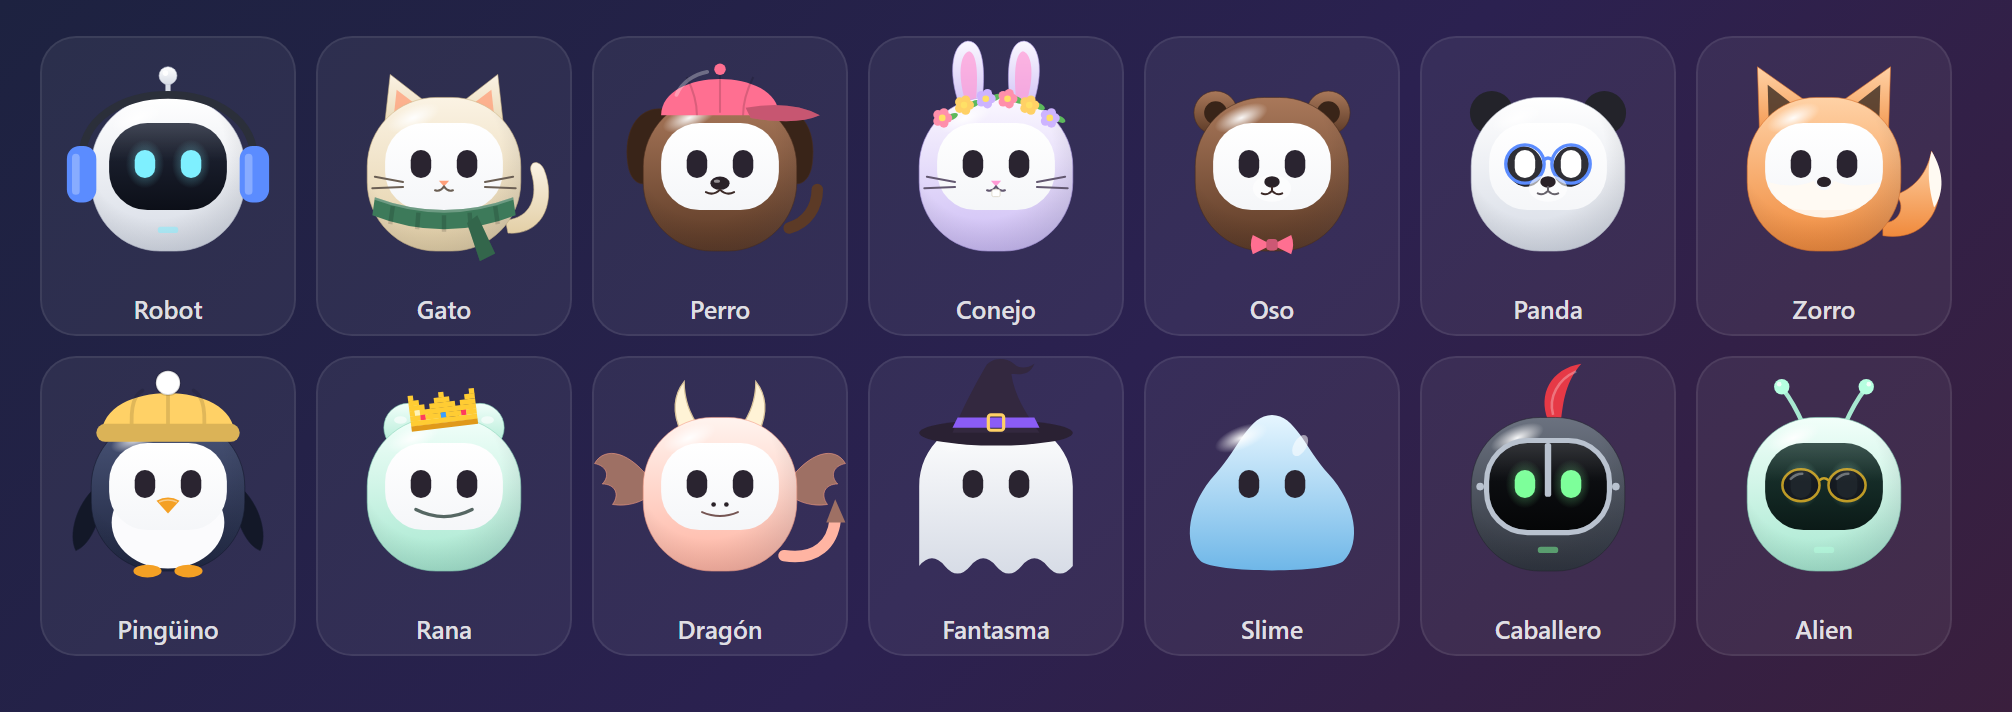 Robot
Gato
Perro
Conejo
Oso
Panda
Zorro
Pingüino
Rana
Dragón
Fantasma
Slime
Caballero
Alien